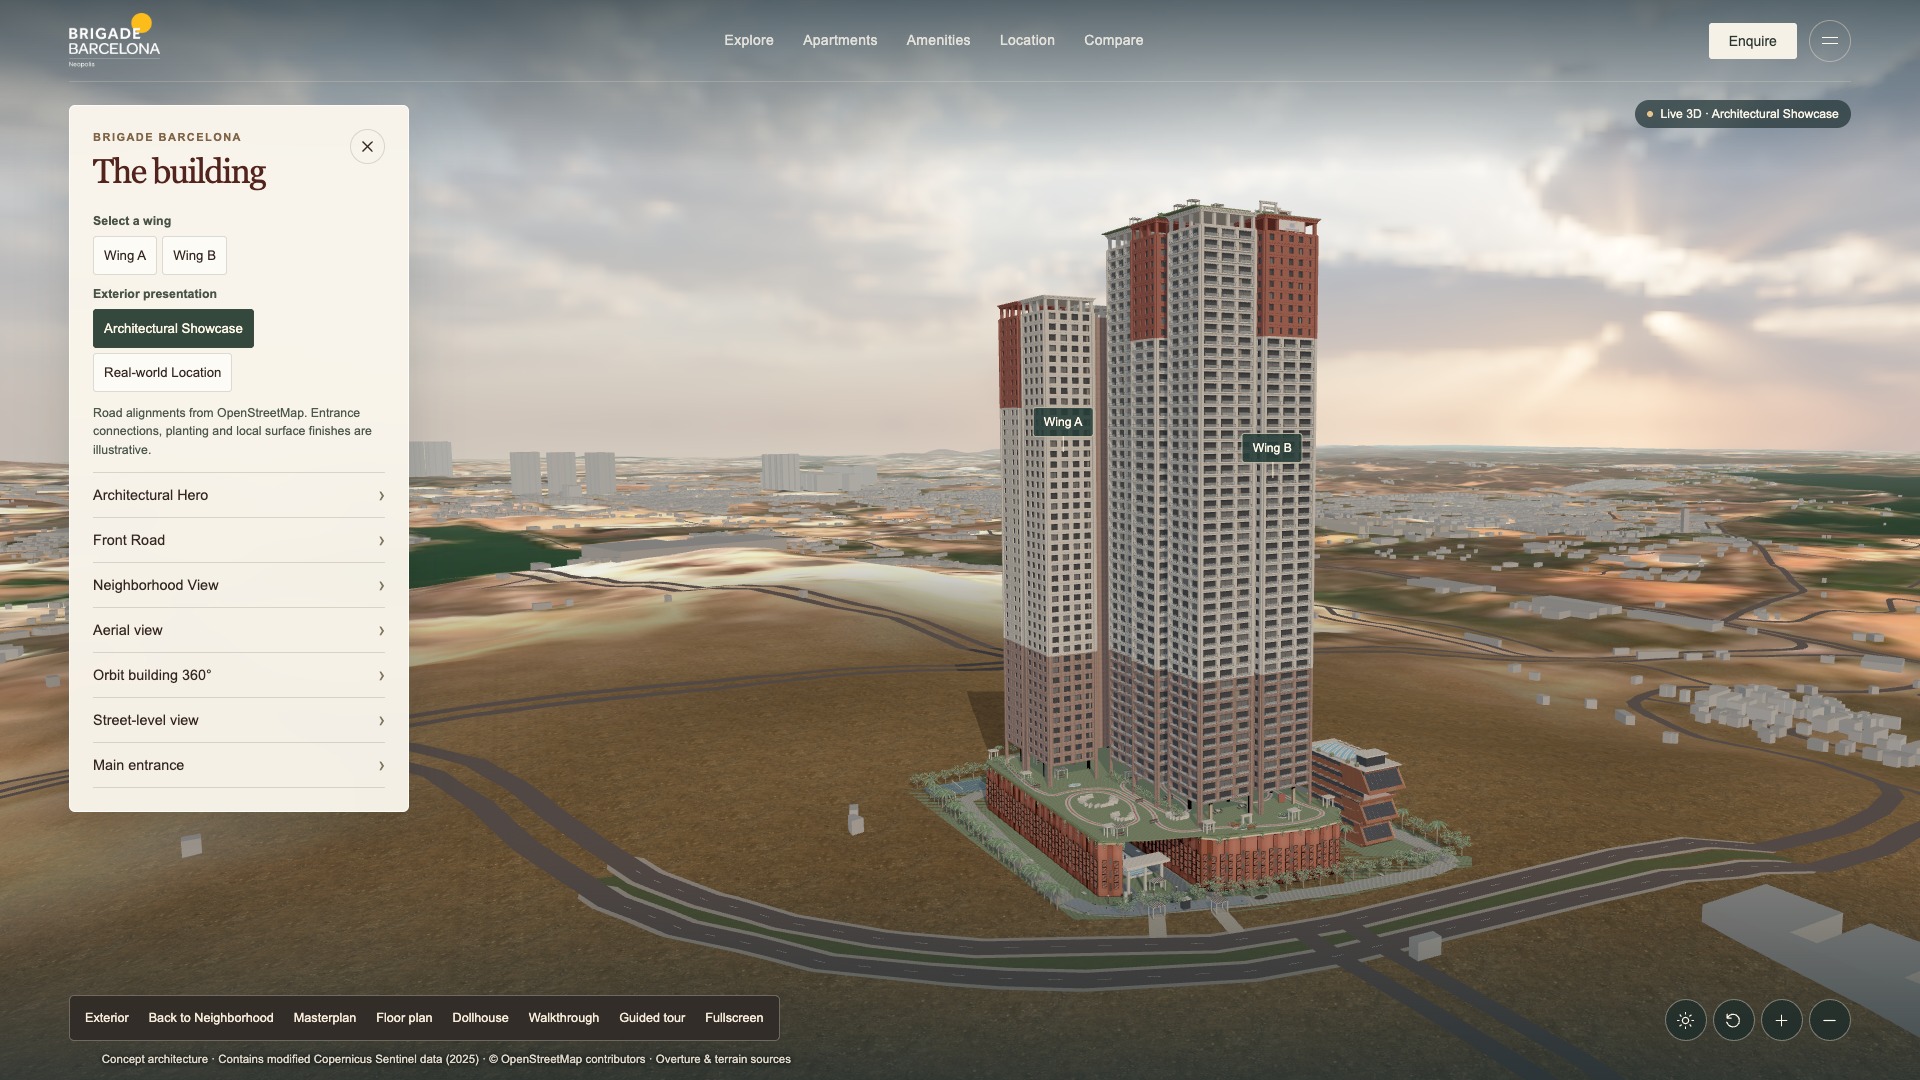 BRIGADE
BARCELONA
Neopolis
Explore
Apartments
Amenities
Location
Compare
Enquire
Live 3D · Architectural Showcase
BRIGADE BARCELONA
The building
Select a wing
Wing A
Wing B
Exterior presentation
Architectural Showcase
Real-world Location
Road alignments from OpenStreetMap. Entrance
connections, planting and local surface finishes are
illustrative.
Architectural Hero
Front Road
Neighborhood View
Aerial view
Orbit building 360°
Street-level view
Main entrance
Wing A
Wing B
Exterior
Back to Neighborhood
Masterplan
Floor plan
Dollhouse
Walkthrough
Guided tour
Fullscreen
Concept architecture · Contains modified Copernicus Sentinel data (2025) · © OpenStreetMap contributors · Overture & terrain sources